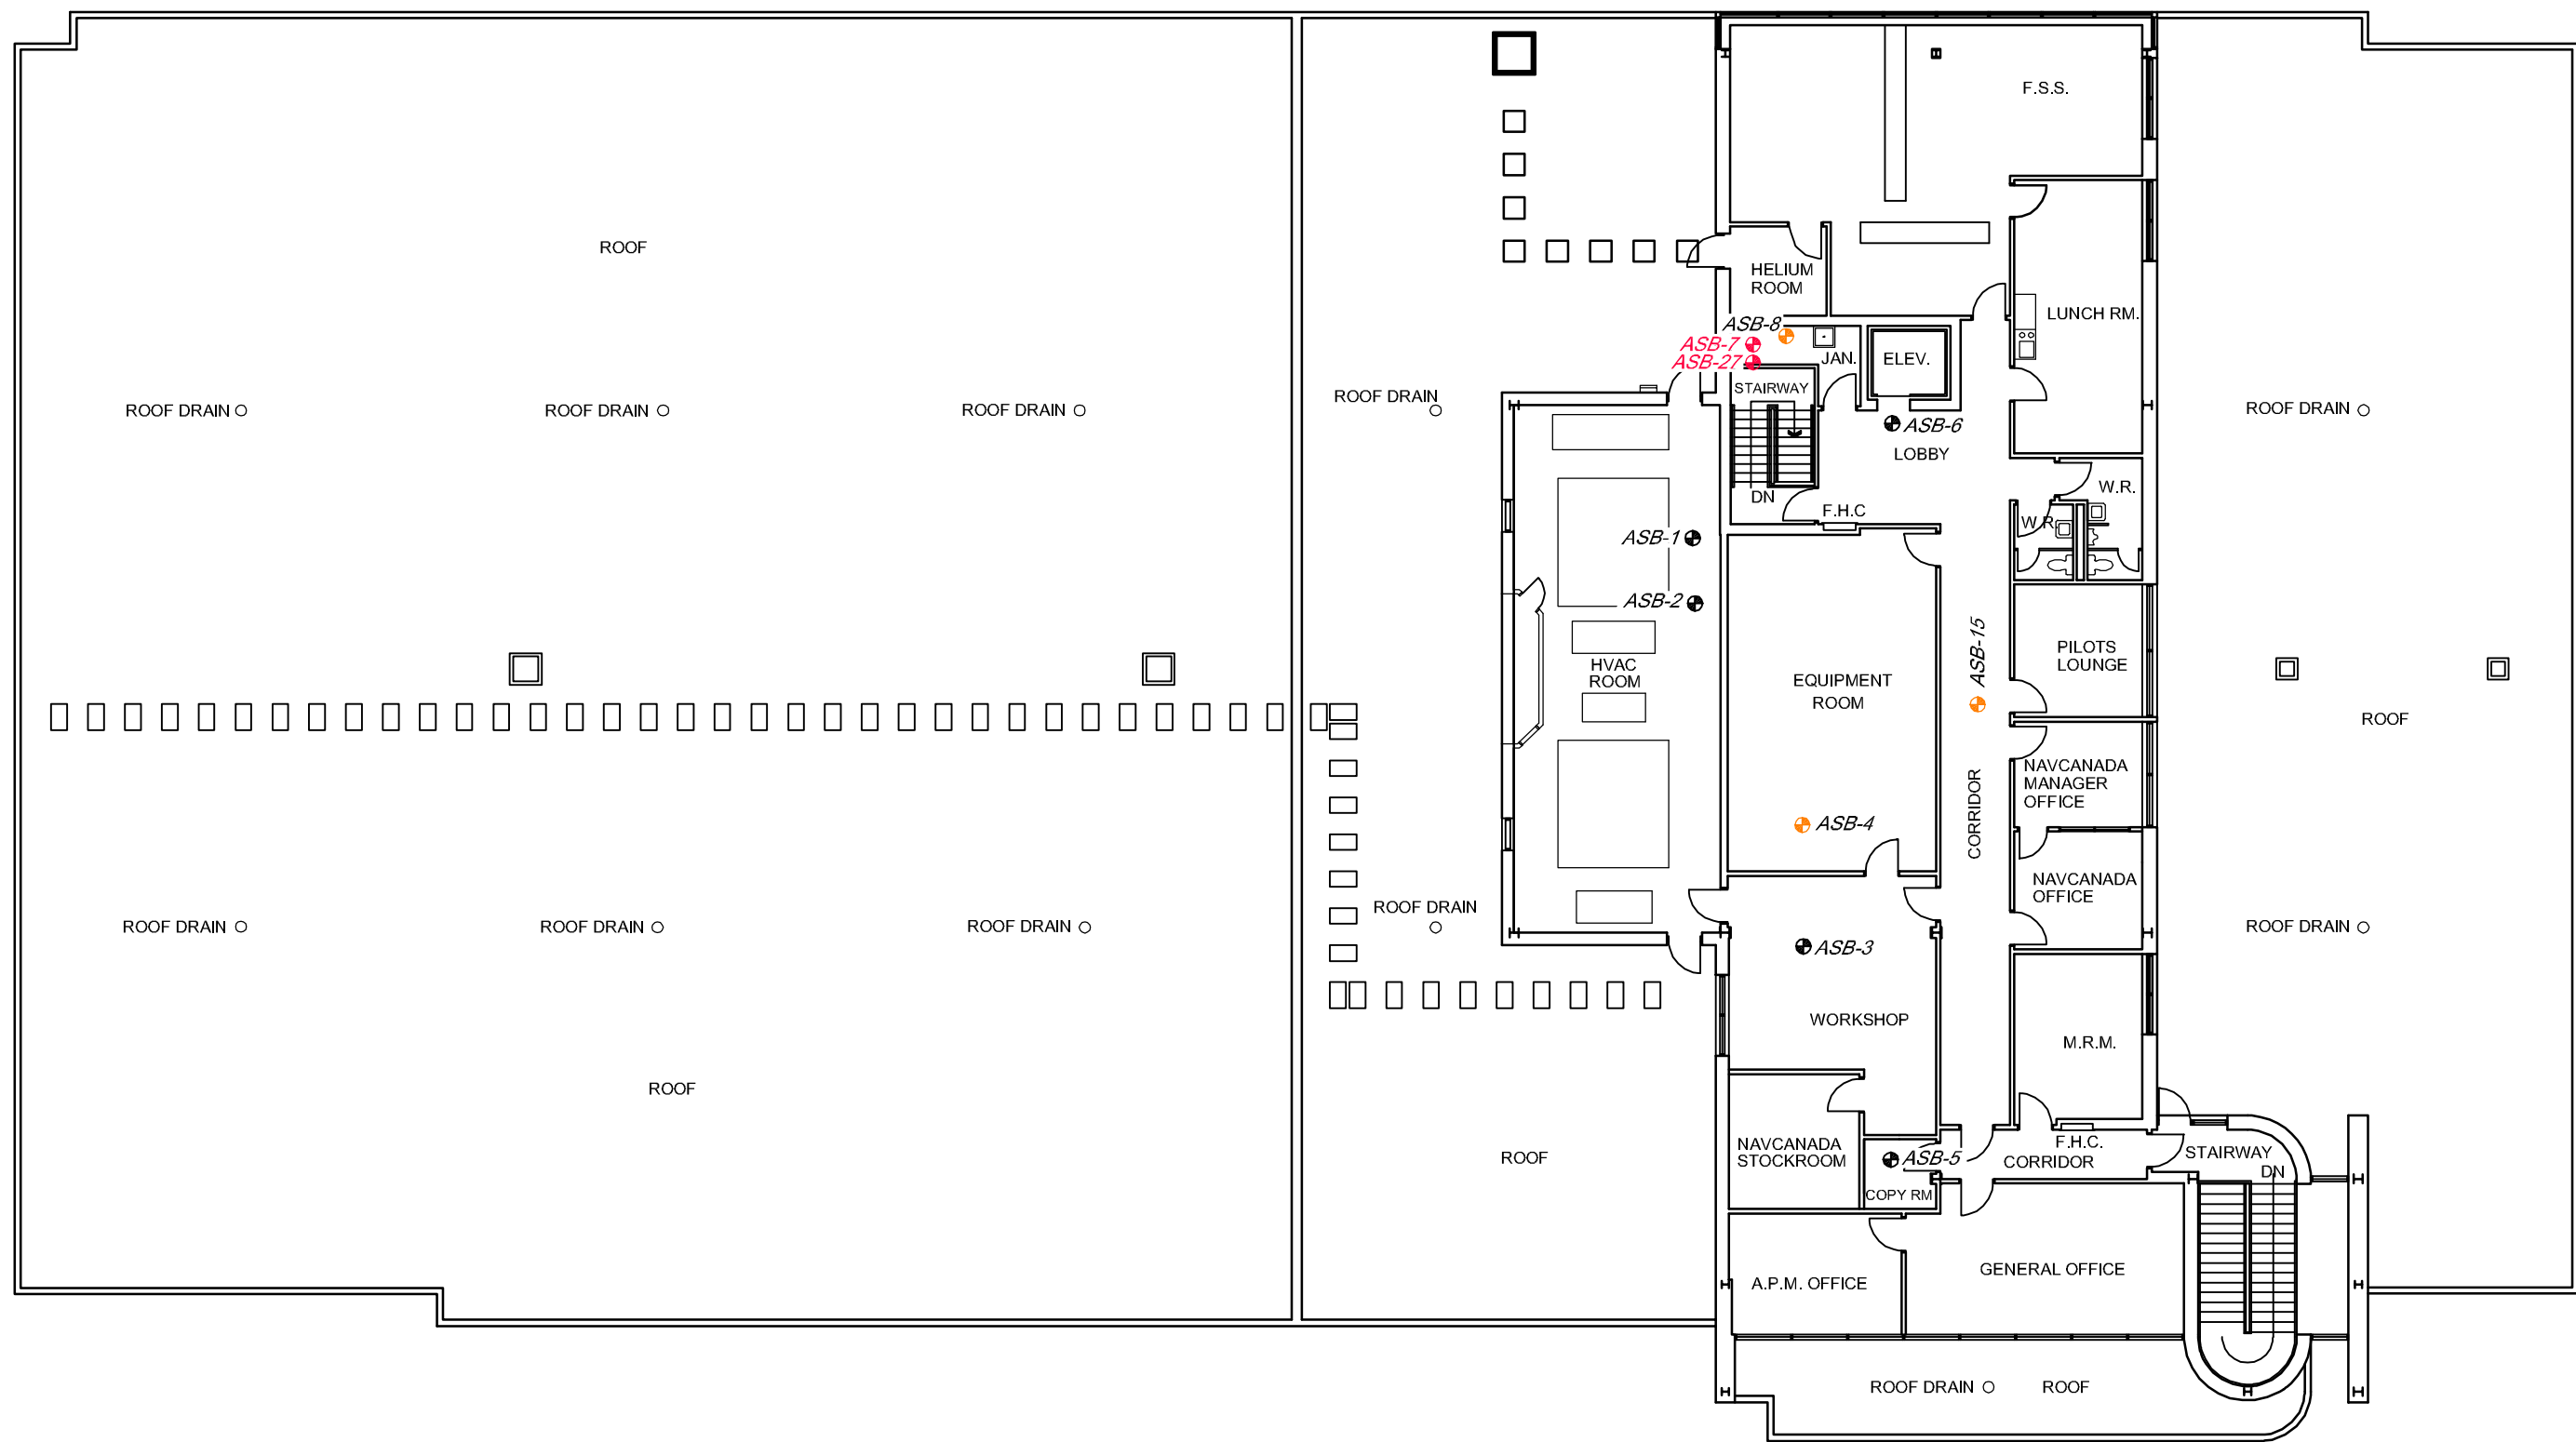 F.S.S.
ROOF
HELIUM
ROOM
LUNCH RM.
ASB-8
ASB-7
ASB-27
JAN.
ELEV.
STAIRWAY
ROOF DRAIN
ROOF DRAIN
ROOF DRAIN
ROOF DRAIN
ROOF DRAIN
ASB-6
LOBBY
W.R.
DN
F.H.C
W.R.
ASB-1
ASB-2
ASB-15
PILOTS
LOUNGE
HVAC
ROOM
EQUIPMENT
ROOM
ROOF
NAVCANADA
MANAGER
OFFICE
CORRIDOR
ASB-4
NAVCANADA
OFFICE
ROOF DRAIN
ROOF DRAIN
ROOF DRAIN
ROOF DRAIN
ROOF DRAIN
ASB-3
WORKSHOP
M.R.M.
ROOF
NAVCANADA
STOCKROOM
ROOF
ASB-5
COPY RM
F.H.C.
CORRIDOR
STAIRWAY
DN
A.P.M. OFFICE
GENERAL OFFICE
ROOF DRAIN
ROOF